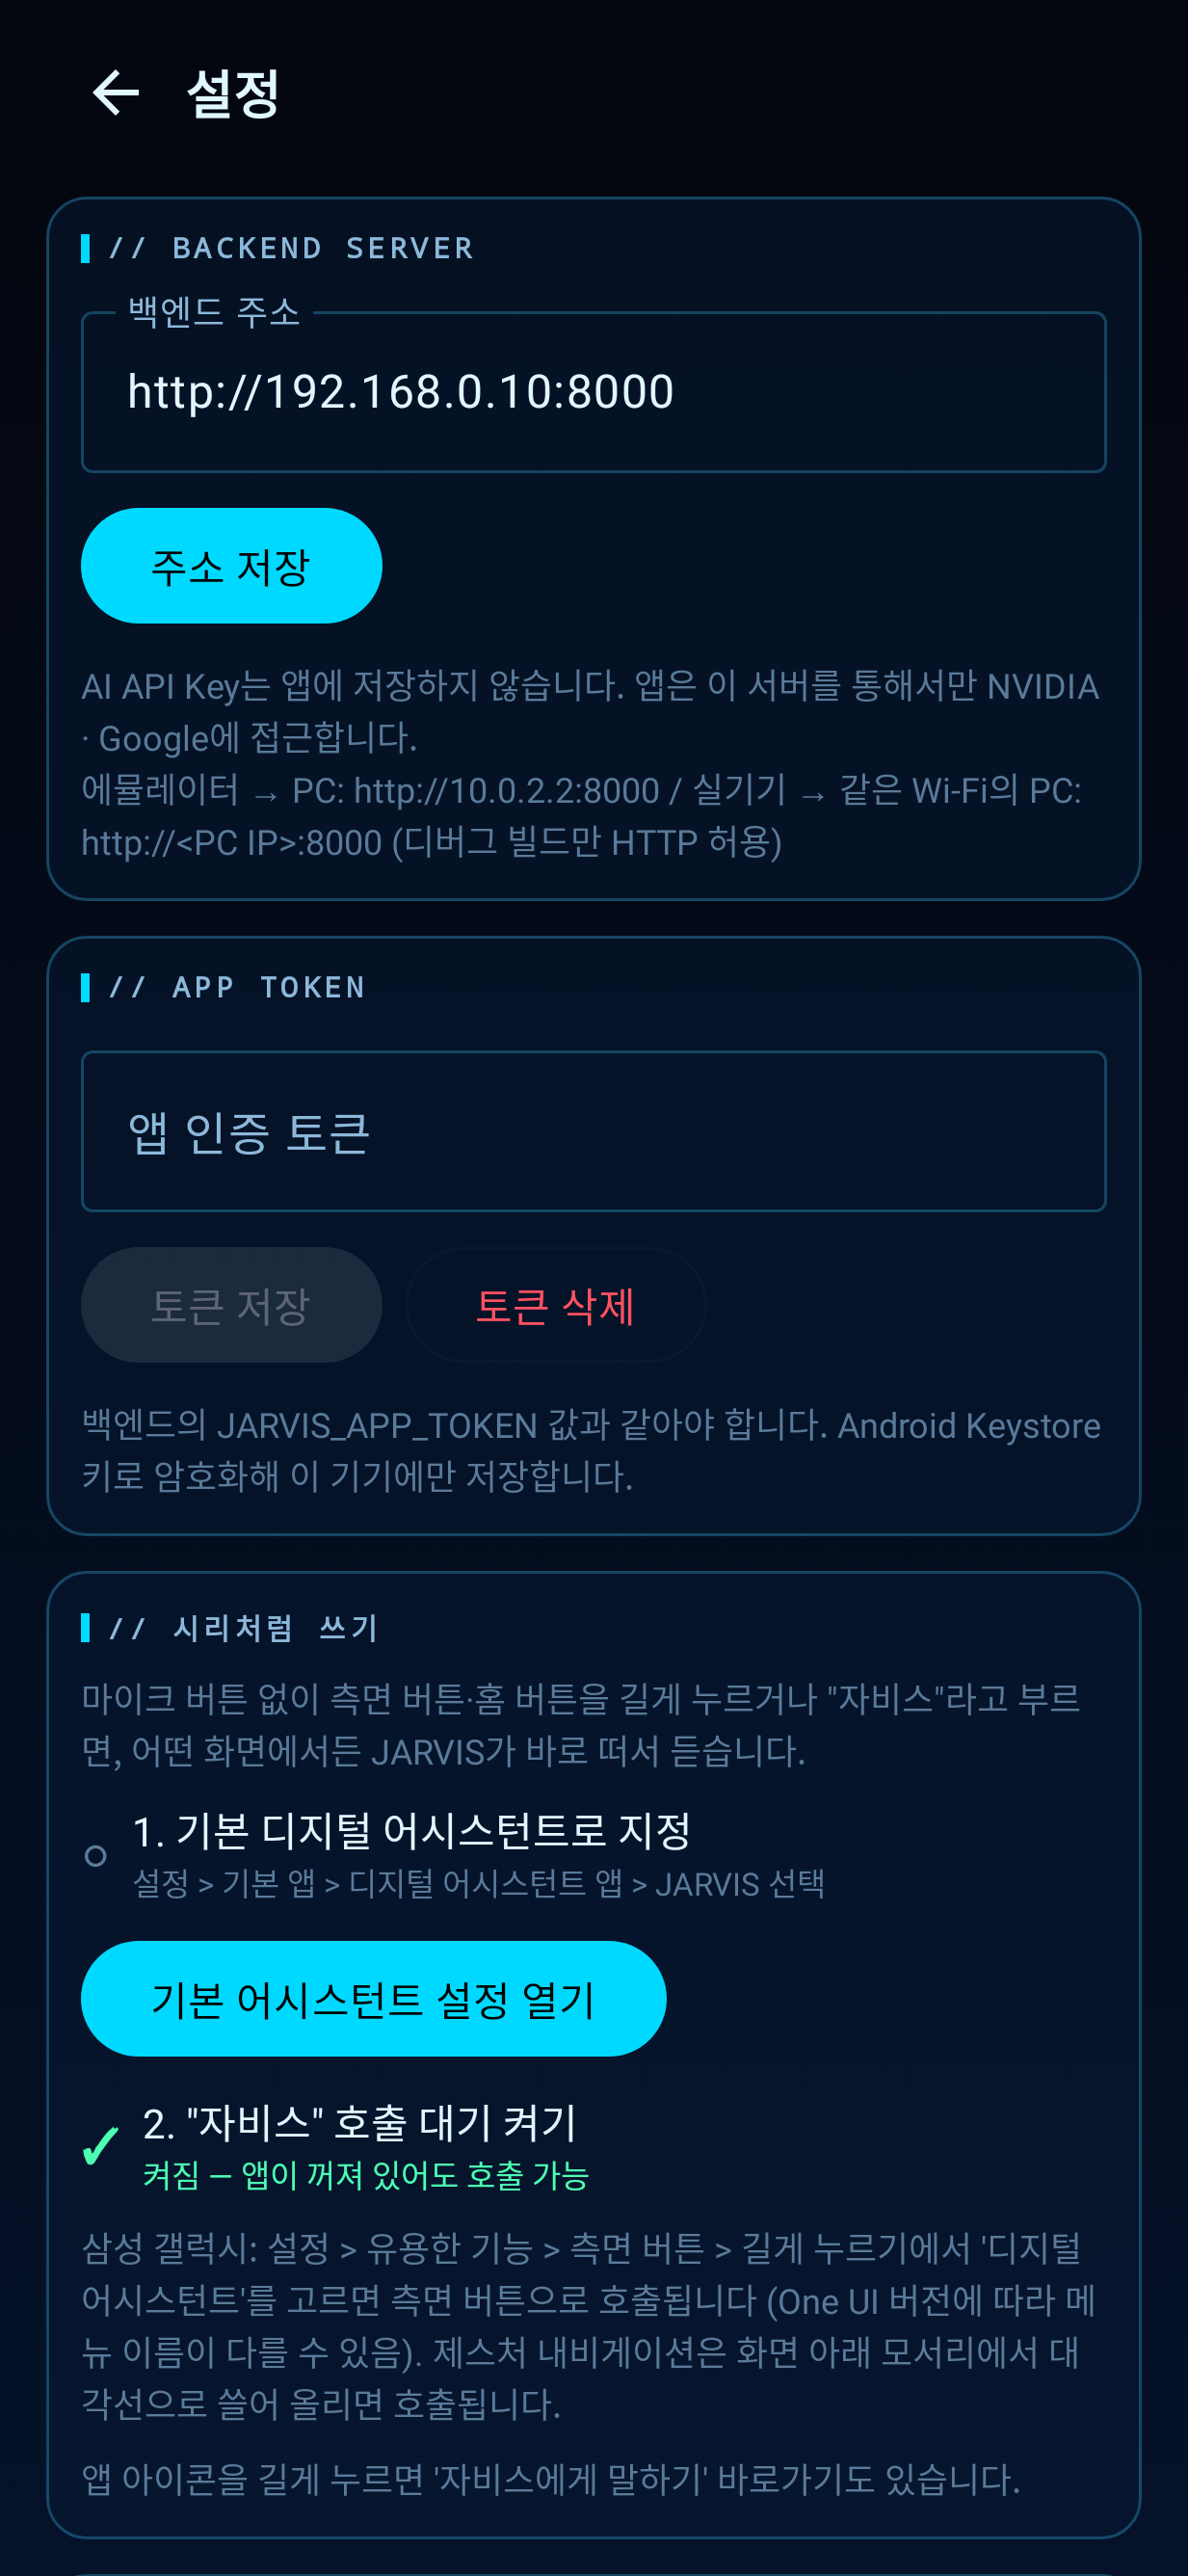 설정
// BACKEND SERVER
백엔드 주소
http://192.168.0.10:8000
주소 저장
AI API Key는 앱에 저장하지 않습니다. 앱은 이 서버를 통해서만 NVIDIA
· Google에 접근합니다.
에뮬레이터 → PC: http://10.0.2.2:8000 / 실기기 → 같은 Wi-Fi의 PC:
http://<PC IP>:8000 (디버그 빌드만 HTTP 허용)
// APP TOKEN
앱 인증 토큰
토큰 저장
토큰 삭제
백엔드의 JARVIS_APP_TOKEN 값과 같아야 합니다. Android Keystore
키로 암호화해 이 기기에만 저장합니다.
// 시리처럼 쓰기
마이크 버튼 없이 측면 버튼·홈 버튼을 길게 누르거나 "자비스"라고 부르
면, 어떤 화면에서든 JARVIS가 바로 떠서 듣습니다.
1. 기본 디지털 어시스턴트로 지정
설정 > 기본 앱 > 디지털 어시스턴트 앱 > JARVIS 선택
기본 어시스턴트 설정 열기
✓ 2. "자비스" 호출 대기 켜기
켜짐 — 앱이 꺼져 있어도 호출 가능
삼성 갤럭시: 설정 > 유용한 기능 > 측면 버튼 > 길게 누르기에서 '디지털
어시스턴트'를 고르면 측면 버튼으로 호출됩니다 (One UI 버전에 따라 메
뉴 이름이 다를 수 있음). 제스처 내비게이션은 화면 아래 모서리에서 대
각선으로 쓸어 올리면 호출됩니다.
앱 아이콘을 길게 누르면 '자비스에게 말하기' 바로가기도 있습니다.